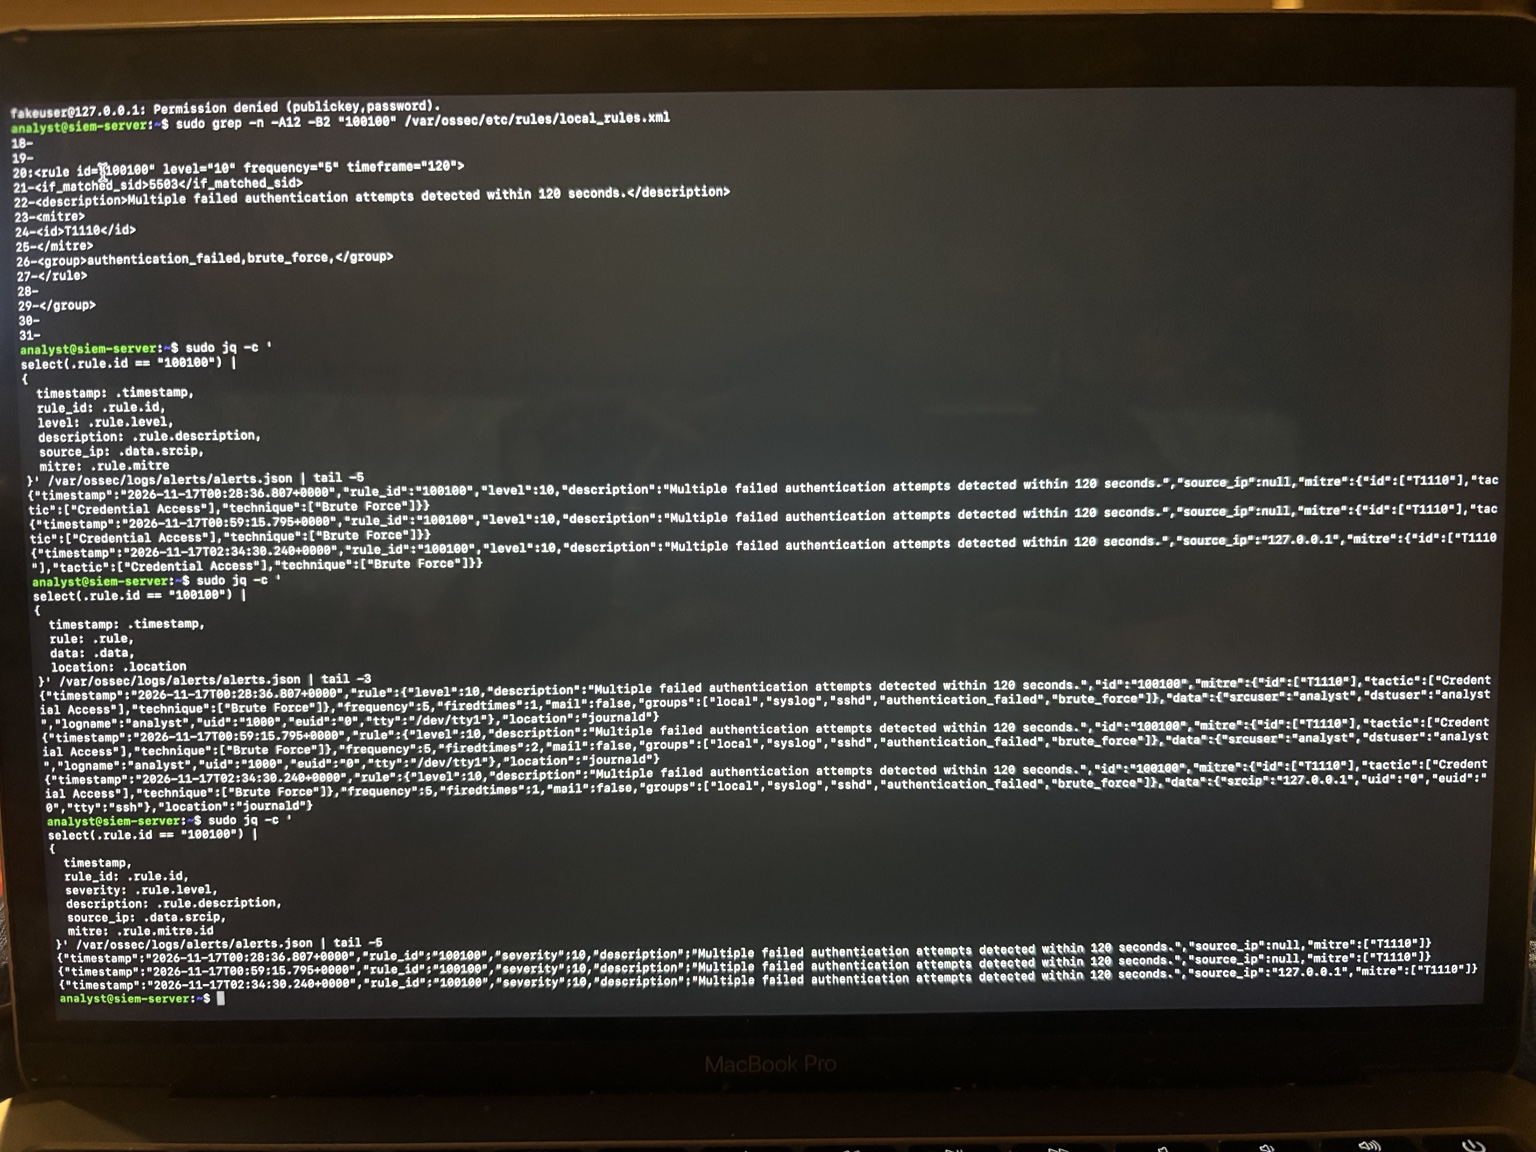 fakeuser@127.0.0.1: Permission denied (publickey,password).
analyst@siem-server:~$ sudo grep -n -A12 -B2 "100100" /var/ossec/etc/rules/local_rules.xml
18-
19-
20:<rule id="100100" level="10" frequency="5" timeframe="120">
21-<if_matched_sid>5503</if_matched_sid>
22-<description>Multiple failed authentication attempts detected within 120 seconds.</description>
23-<mitre>
24-<id>T1110</id>
25-</mitre>
26-<group>authentication_failed,brute_force,</group>
27-</rule>
28-
29-</group>
30-
31-
analyst@siem-server:~$ sudo jq -c '
select(.rule.id == "100100") |
{
timestamp: .timestamp,
rule_id: .rule.id,
level: .rule.level,
description: .rule.description,
source_ip: .data.srcip,
mitre: .rule.mitre
}' /var/ossec/logs/alerts/alerts.json | tail -5
{"timestamp":"2026-11-17T00:28:36.807+0000","rule_id":"100100","level":10,"description":"Multiple failed authentication attempts detected within 120 seconds.","source_ip":null,"mitre":{"id":["T1110"],"tac
tic":["Credential Access"],"technique":["Brute Force"]}}
{"timestamp":"2026-11-17T00:59:15.795+0000","rule_id":"100100","level":10,"description":"Multiple failed authentication attempts detected within 120 seconds.","source_ip":null,"mitre":{"id":["T1110"],"tac
tic":["Credential Access"],"technique":["Brute Force"]}}
{"timestamp":"2026-11-17T02:34:30.240+0000","rule_id":"100100","level":10,"description":"Multiple failed authentication attempts detected within 120 seconds.","source_ip":"127.0.0.1","mitre":{"id":["T1110
"],"tactic":["Credential Access"],"technique":["Brute Force"]}}
analyst@siem-server:~$ sudo jq -c '
select(.rule.id == "100100") |
{
timestamp: .timestamp,
rule: .rule,
data: .data,
location: .location
}' /var/ossec/logs/alerts/alerts.json | tail -3
{"timestamp":"2026-11-17T00:28:36.807+0000","rule":{"level":10,"description":"Multiple failed authentication attempts detected within 120 seconds.","id":"100100","mitre":{"id":["T1110"],"tactic":["Credent
ial Access"],"technique":["Brute Force"]},"frequency":5,"firedtimes":1,"mail":false,"groups":["local","syslog","sshd","authentication_failed","brute_force"]},"data":{"srcuser":"analyst","dstuser":"analyst
","logname":"analyst","uid":"1000","euid":"0","tty":"/dev/tty1"},"location":"journald"}
{"timestamp":"2026-11-17T00:59:15.795+0000","rule":{"level":10,"description":"Multiple failed authentication attempts detected within 120 seconds.","id":"100100","mitre":{"id":["T1110"],"tactic":["Credent
ial Access"],"technique":["Brute Force"]},"frequency":5,"firedtimes":2,"mail":false,"groups":["local","syslog","sshd","authentication_failed","brute_force"]},"data":{"srcuser":"analyst","dstuser":"analyst
","logname":"analyst","uid":"1000","euid":"0","tty":"/dev/tty1"},"location":"journald"}
{"timestamp":"2026-11-17T02:34:30.240+0000","rule":{"level":10,"description":"Multiple failed authentication attempts detected within 120 seconds.","id":"100100","mitre":{"id":["T1110"],"tactic":["Credent
ial Access"],"technique":["Brute Force"]},"frequency":5,"firedtimes":1,"mail":false,"groups":["local","syslog","sshd","authentication_failed","brute_force"]},"data":{"srcip":"127.0.0.1","uid":"0","euid":"
0","tty":"ssh"},"location":"journald"}
analyst@siem-server:~$ sudo jq -c '
select(.rule.id == "100100") |
{
timestamp,
rule_id: .rule.id,
severity: .rule.level,
description: .rule.description,
source_ip: .data.srcip,
mitre: .rule.mitre.id
}' /var/ossec/logs/alerts/alerts.json | tail -5
{"timestamp":"2026-11-17T00:28:36.807+0000","rule_id":"100100","severity":10,"description":"Multiple failed authentication attempts detected within 120 seconds.","source_ip":null,"mitre":["T1110"]}
{"timestamp":"2026-11-17T00:59:15.795+0000","rule_id":"100100","severity":10,"description":"Multiple failed authentication attempts detected within 120 seconds.","source_ip":null,"mitre":["T1110"]}
{"timestamp":"2026-11-17T02:34:30.240+0000","rule_id":"100100","severity":10,"description":"Multiple failed authentication attempts detected within 120 seconds.","source_ip":"127.0.0.1","mitre":["T1110"]}
analyst@siem-server:~$
MacBook Pro